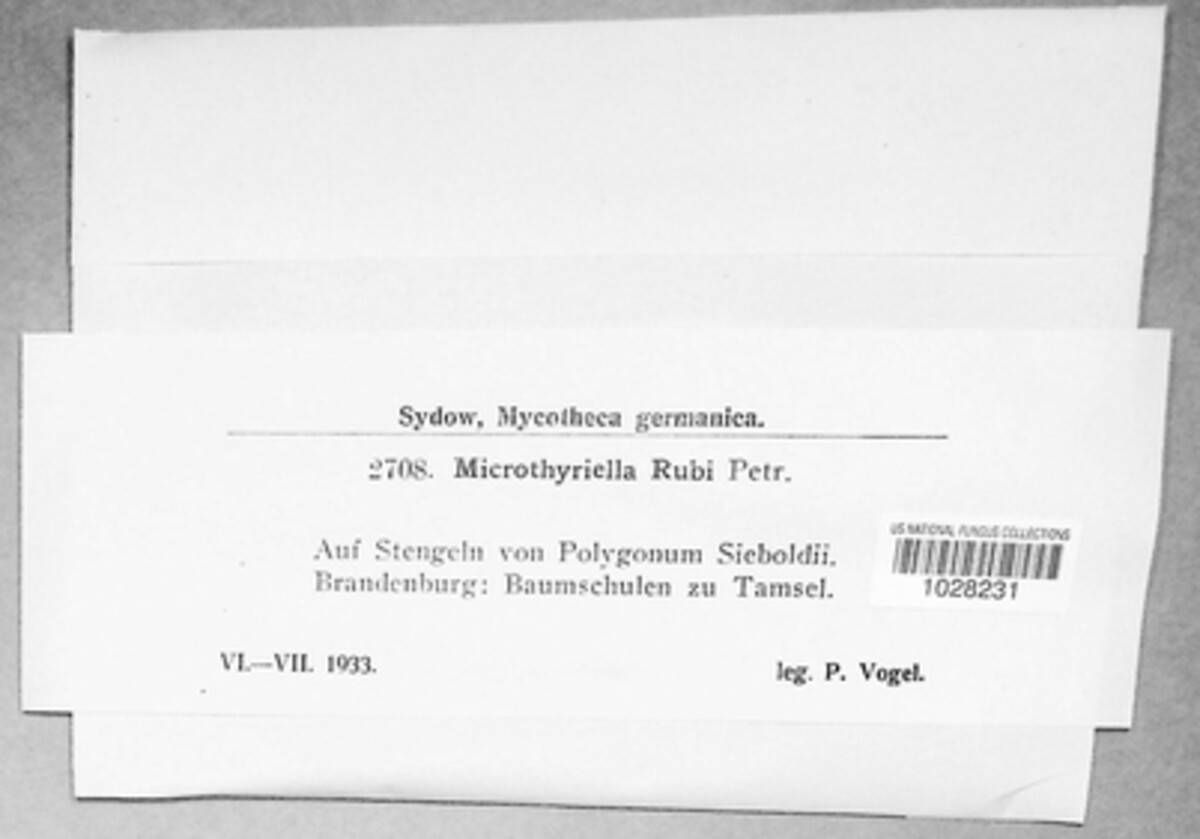 Sydow, Mycotheca germanica.
2708. Microthyriella Rubi Petr.
Auf Stengeln von Polygonum Sieboldii.
Brandenburg: Baumschulen zu Tamsel.
US NATIONAL FUNGUS COLLECTIONS
1028231
VI.—VII. 1933.
leg. P. Vogel.